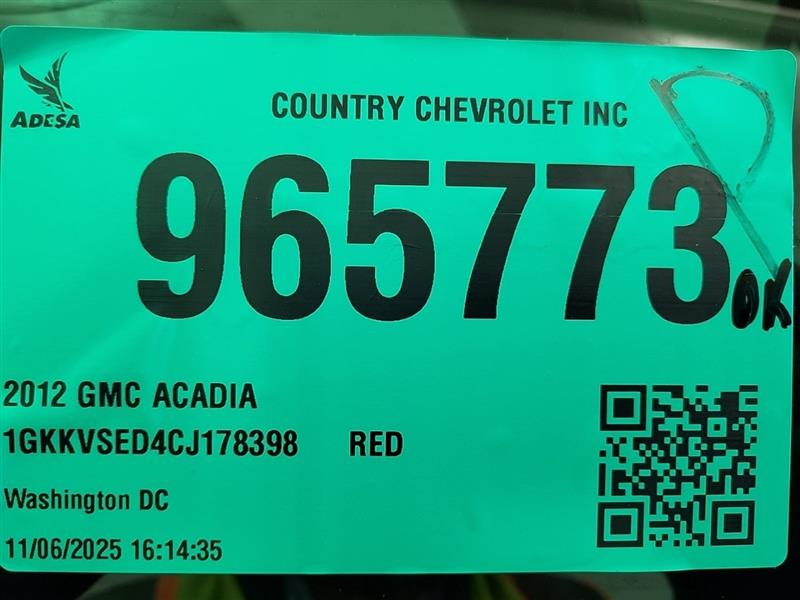 ADESA
COUNTRY CHEVROLET INC
965773
OK
2012 GMC ACADIA
1GKKVSED4CJ178398 RED
Washington DC
11/06/2025 16:14:35